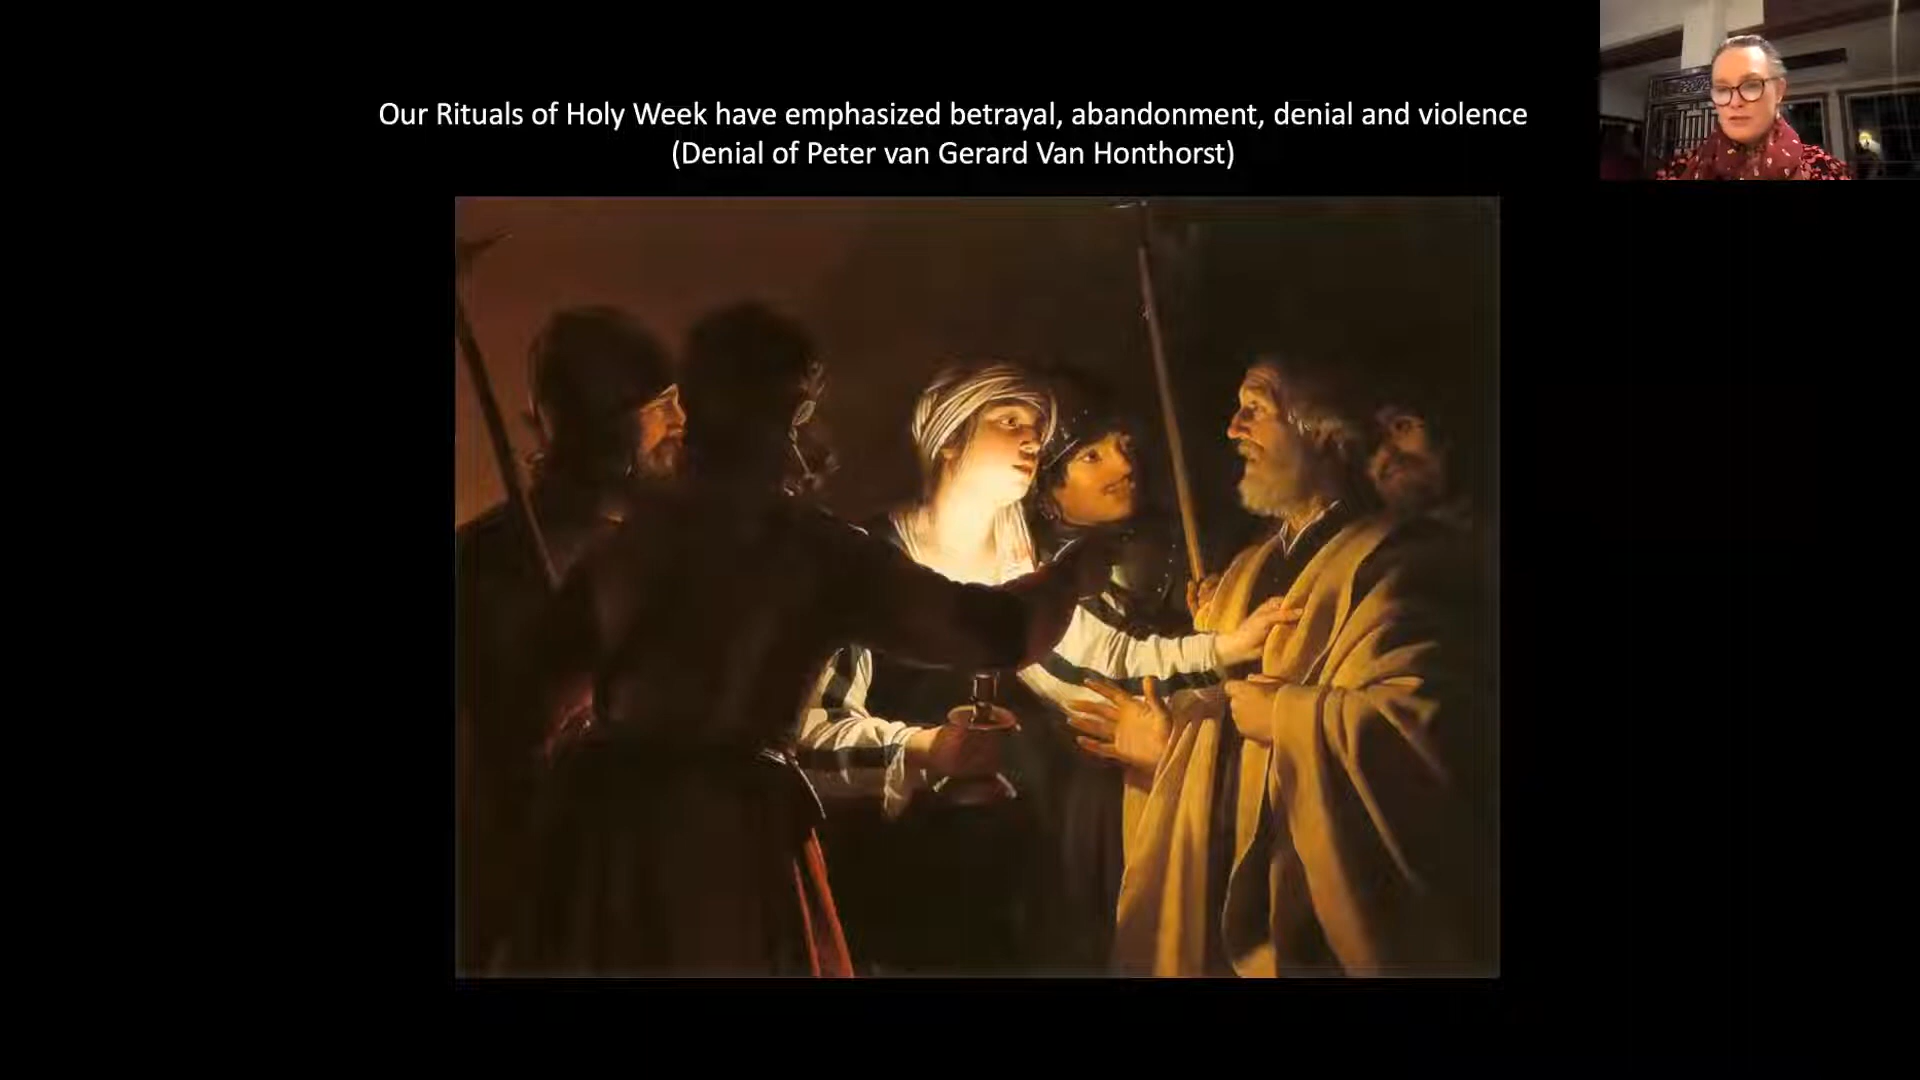 Our Rituals of Holy Week have emphasized betrayal, abandonment, denial and violence
(Denial of Peter van Gerard Van Honthorst)